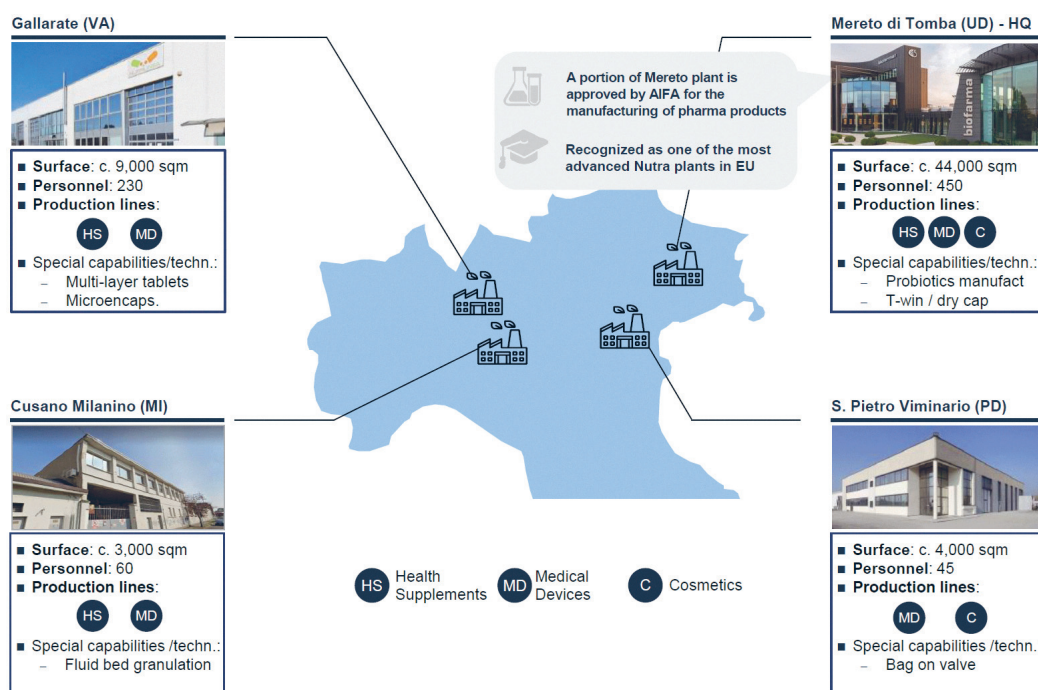 Gallarate (VA)
■ Surface: c. 9,000 sqm
■ Personnel: 230
■ Production lines:
HS MD
■ Special capabilities/techn.:
– Multi-layer tablets
– Microencaps.
Mereto di Tomba (UD) - HQ
biofarma
■ Surface: c. 44,000 sqm
■ Personnel: 450
■ Production lines:
HS MD C
■ Special capabilities/techn.:
– Probiotics manufact
– T-win / dry cap
A portion of Mereto plant is
approved by AIFA for the
manufacturing of pharma products
Recognized as one of the most
advanced Nutra plants in EU
Cusano Milanino (MI)
■ Surface: c. 3,000 sqm
■ Personnel: 60
■ Production lines:
HS MD
■ Special capabilities /techn.:
– Fluid bed granulation
HS Health
Supplements
MD Medical
Devices
C Cosmetics
S. Pietro Viminario (PD)
■ Surface: c. 4,000 sqm
■ Personnel: 45
■ Production lines:
MD C
■ Special capabilities /techn.
– Bag on valve